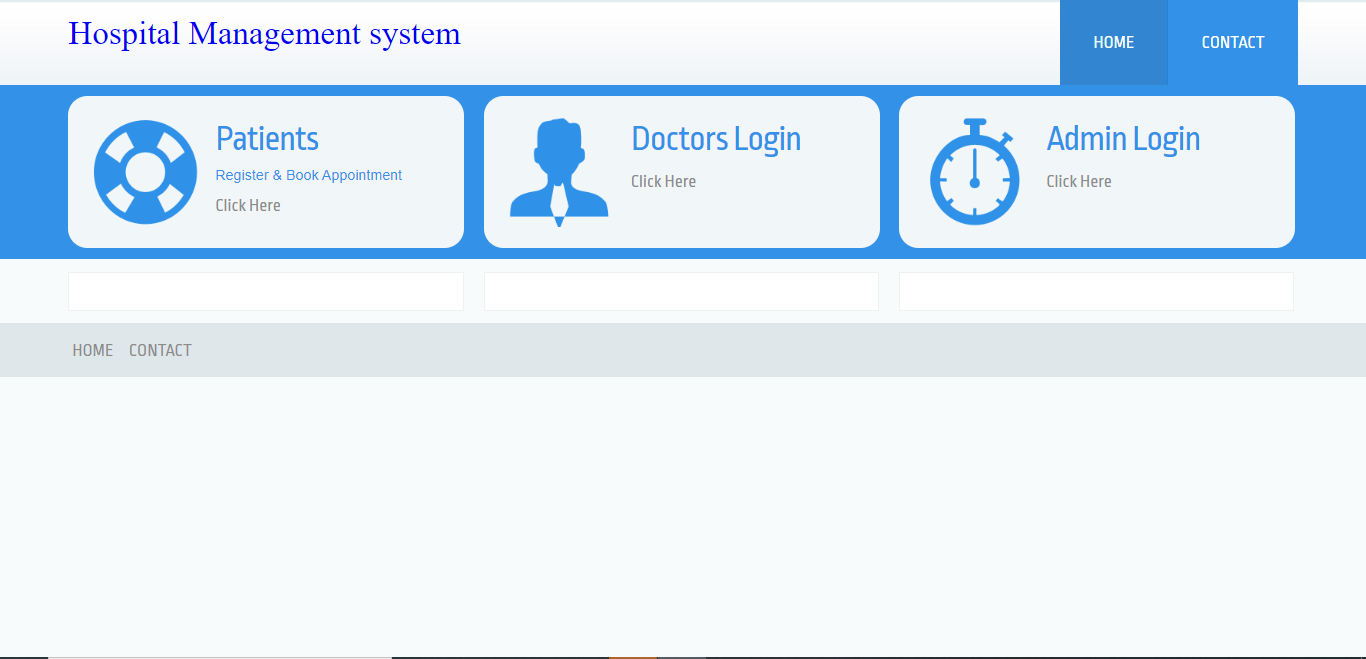 Hospital Management system
HOME
CONTACT
Patients
Register & Book Appointment
Click Here
Doctors Login
Click Here
Admin Login
Click Here
HOME CONTACT